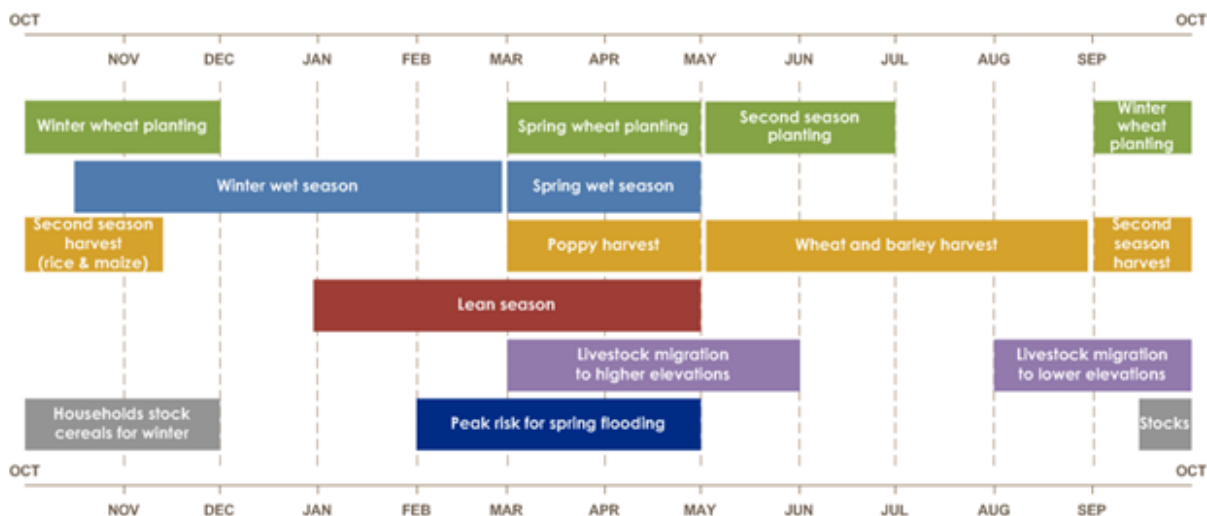 OCT OCT
NOV DEC JAN FEB MAR APR MAY JUN JUL AUG SEP
Winter wheat planting
Spring wheat planting
Second season
planting
Winter
wheat
planting
Winter wet season
Spring wet season
Second season
harvest
(rice & maize)
Poppy harvest
Wheat and barley harvest
Second
season
harvest
Lean season
Livestock migration
to higher elevations
Livestock migration
to lower elevations
Households stock
cereals for winter
Peak risk for spring flooding
Stocks
OCT OCT
NOV DEC JAN FEB MAR APR MAY JUN JUL AUG SEP